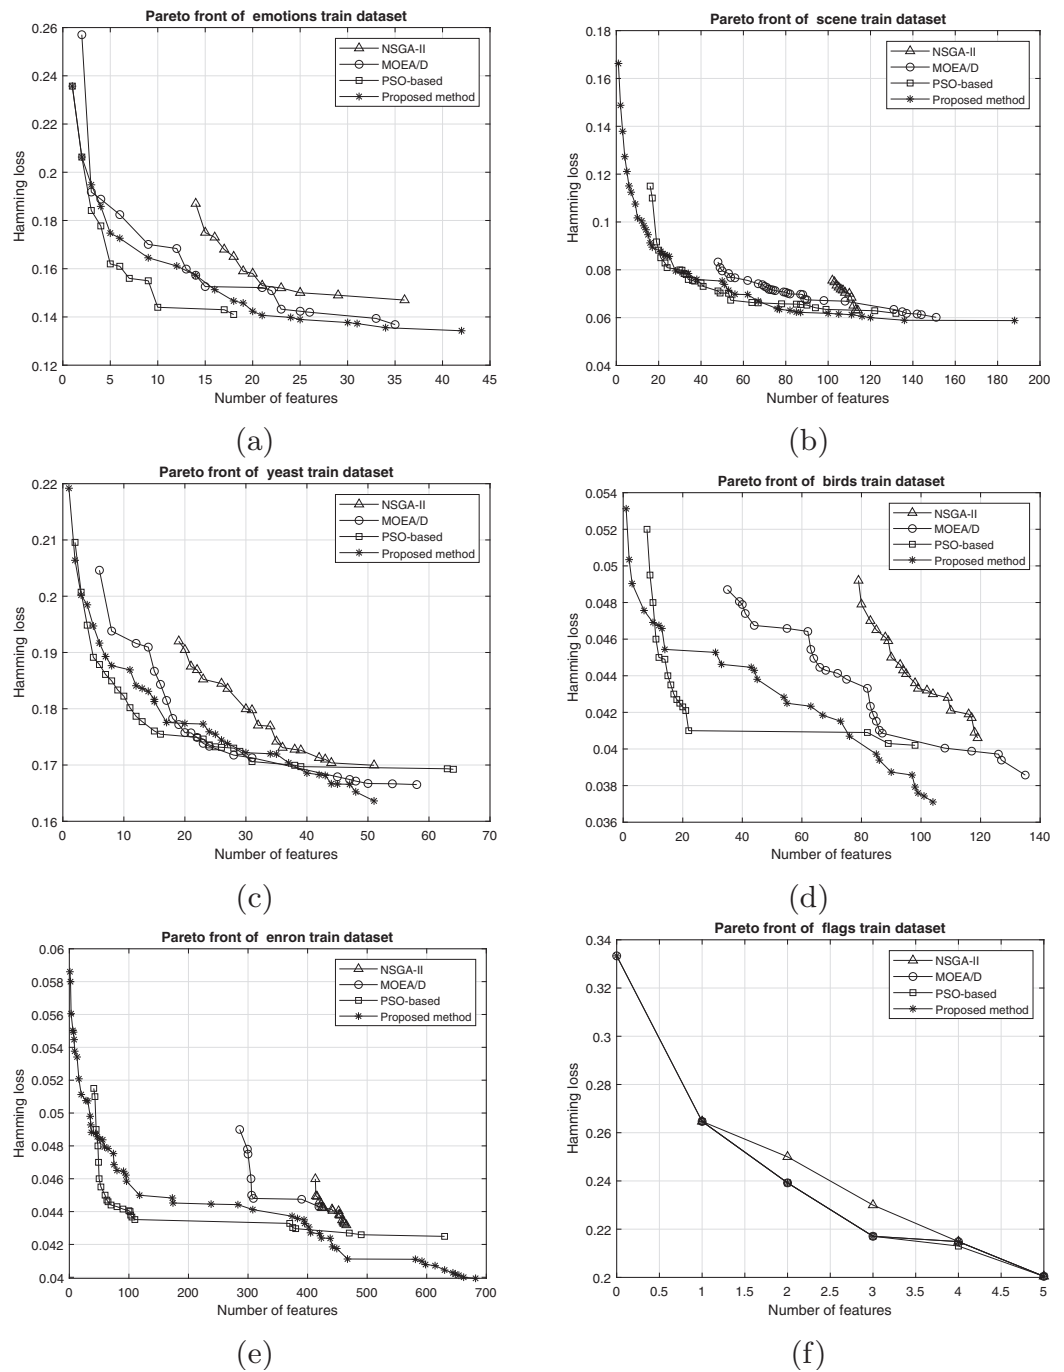 Pareto front of emotions train dataset
Hamming loss
0.26
0.24
0.22
0.2
0.18
0.16
0.14
0.12
NSGA-II
MOEA/D
PSO-based
Proposed method
0 5 10 15 20 25 30 35 40 45
Number of features
(a)
Pareto front of scene train dataset
Hamming loss
0.18
0.16
0.14
0.12
0.1
0.08
0.06
0.04
NSGA-II
MOEA/D
PSO-based
Proposed method
0 20 40 60 80 100 120 140 160 180 200
Number of features
(b)
Pareto front of yeast train dataset
Hamming loss
0.22
0.21
0.2
0.19
0.18
0.17
0.16
NSGA-II
MOEA/D
PSO-based
Proposed method
0 10 20 30 40 50 60 70
Number of features
(c)
Pareto front of birds train dataset
Hamming loss
0.054
0.052
0.05
0.048
0.046
0.044
0.042
0.04
0.038
0.036
NSGA-II
MOEA/D
PSO-based
Proposed method
0 20 40 60 80 100 120 140
Number of features
(d)
Pareto front of enron train dataset
Hamming loss
0.06
0.058
0.056
0.054
0.052
0.05
0.048
0.046
0.044
0.042
0.04
NSGA-II
MOEA/D
PSO-based
Proposed method
0 100 200 300 400 500 600 700
Number of features
(e)
Pareto front of flags train dataset
Hamming loss
0.34
0.32
0.3
0.28
0.26
0.24
0.22
0.2
NSGA-II
MOEA/D
PSO-based
Proposed method
0 0.5 1 1.5 2 2.5 3 3.5 4 4.5 5
Number of features
(f)